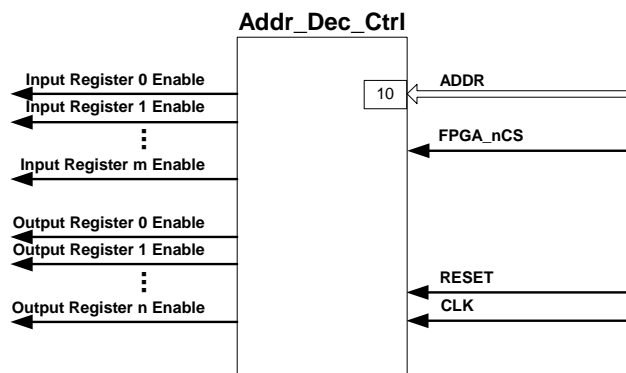 Addr_Dec_Ctrl
Input Register 0 Enable
10
ADDR
Input Register 1 Enable
FPGA_nCS
Input Register m Enable
Output Register 0 Enable
Output Register 1 Enable
RESET
Output Register n Enable
CLK